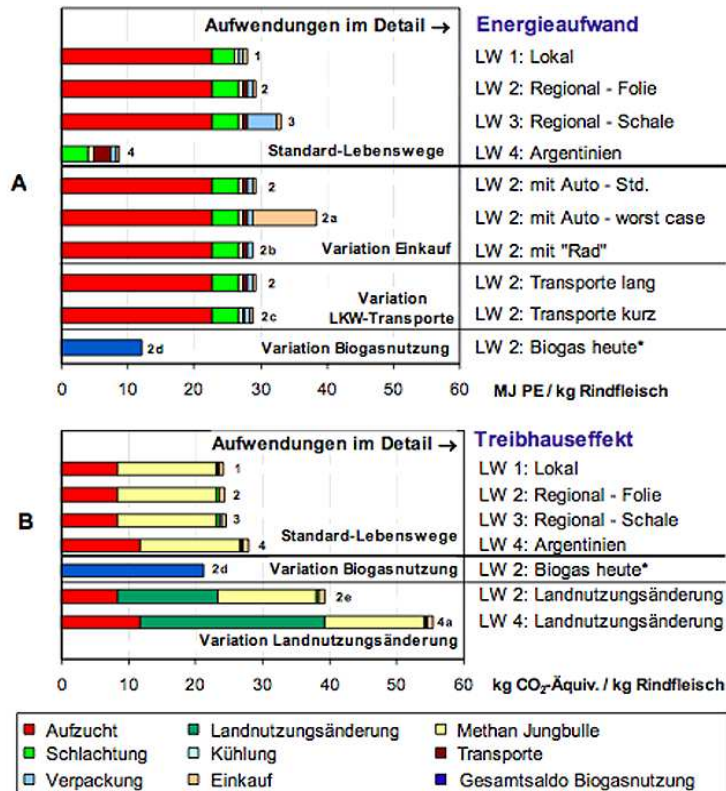 Aufwendungen im Detail → Energieaufwand
1 LW 1: Lokal
2 LW 2: Regional - Folie
3 LW 3: Regional - Schale
4 Standard-Lebenswege LW 4: Argentinien
A
2 LW 2: mit Auto - Std.
2a LW 2: mit Auto - worst case
2b Variation Einkauf LW 2: mit "Rad"
2 LW 2: Transporte lang
Variation
2c LKW-Transporte LW 2: Transporte kurz
2d Variation Biogasnutzung LW 2: Biogas heute*
0 10 20 30 40 50 60
MJ PE / kg Rindfleisch
Aufwendungen im Detail → Treibhauseffekt
1 LW 1: Lokal
2 LW 2: Regional - Folie
3 LW 3: Regional - Schale
B
Standard-Lebenswege
4 LW 4: Argentinien
2d Variation Biogasnutzung LW 2: Biogas heute*
2e LW 2: Landnutzungsänderung
4a LW 4: Landnutzungsänderung
Variation Landnutzungsänderung
0 10 20 30 40 50 60 kg CO₂-Äquiv. / kg Rindfleisch
Aufzucht Landnutzungsänderung Methan Jungbulle
Schlachtung Kühlung Transporte
Verpackung Einkauf Gesamtsaldo Biogasnutzung